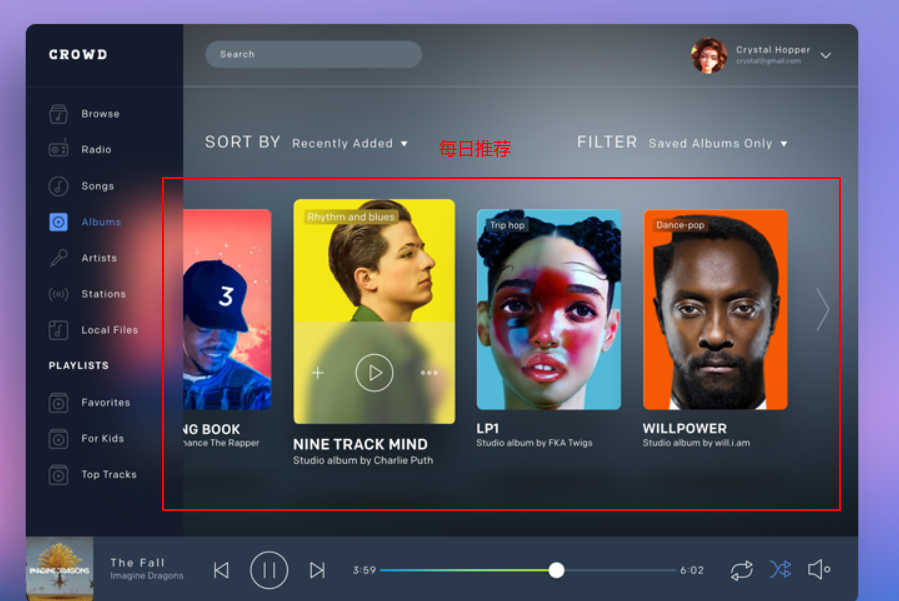 CROWD
Search
Crystal Hopper
crystal@gmail.com
Browse
Radio
Songs
Albums
Artists
Stations
Local Files
PLAYLISTS
Favorites
For Kids
Top Tracks
SORT BY Recently Added
每日推荐
FILTER Saved Albums Only
3
NG BOOK
hance The Rapper
Rhythm and blues
NINE TRACK MIND
Studio album by Charlie Puth
Trip hop
LP1
Studio album by FKA Twigs
Dance-pop
WILLPOWER
Studio album by will.i.am
IMAGINE DRAGONS
The Fall
Imagine Dragons
3:59
6:02